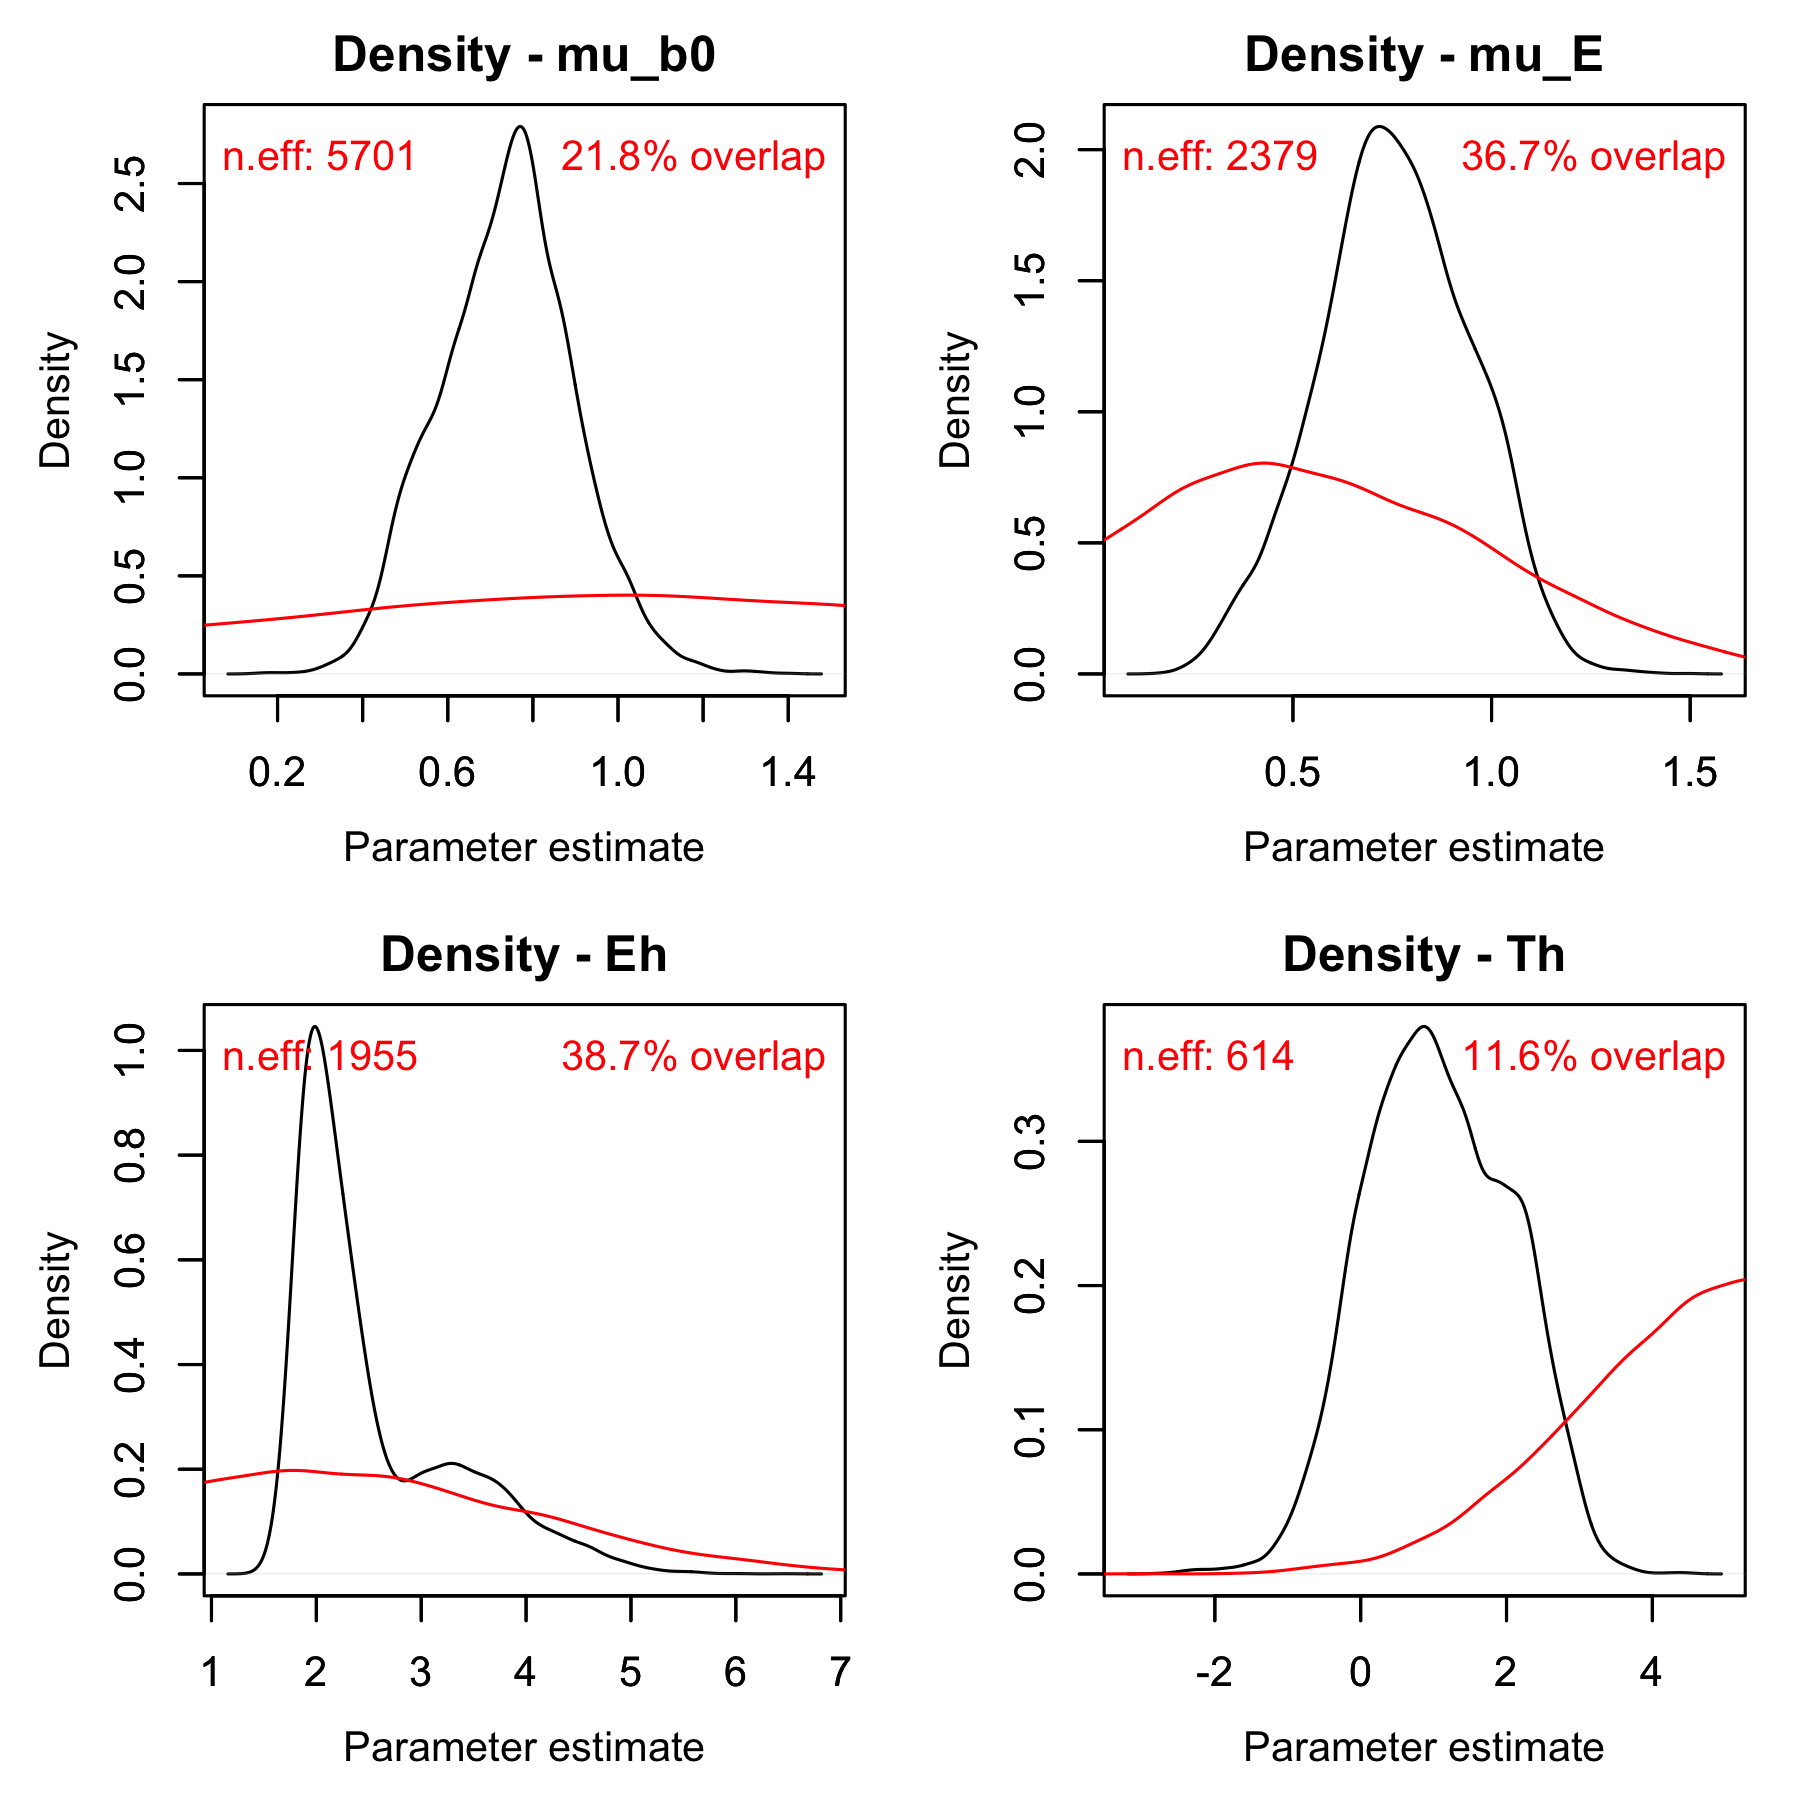 Density - mu_b0
n.eff: 5701
21.8% overlap
Density
0.0
0.5
1.0
1.5
2.0
2.5
0.2
0.6
1.0
1.4
Parameter estimate
Density - mu_E
n.eff: 2379
36.7% overlap
Density
0.0
0.5
1.0
1.5
2.0
0.5
1.0
1.5
Parameter estimate
Density - Eh
n.eff: 1955
38.7% overlap
Density
0.0
0.2
0.4
0.6
0.8
1.0
1
2
3
4
5
6
7
Parameter estimate
Density - Th
n.eff: 614
11.6% overlap
Density
0.0
0.1
0.2
0.3
-2
0
2
4
Parameter estimate